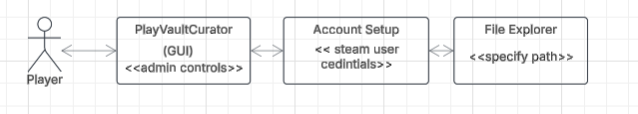 Player
PlayVaultCurator
(GUI)
<<admin controls>>
Account Setup
<< steam user
cedintials>>
File Explorer
<<specify path>>